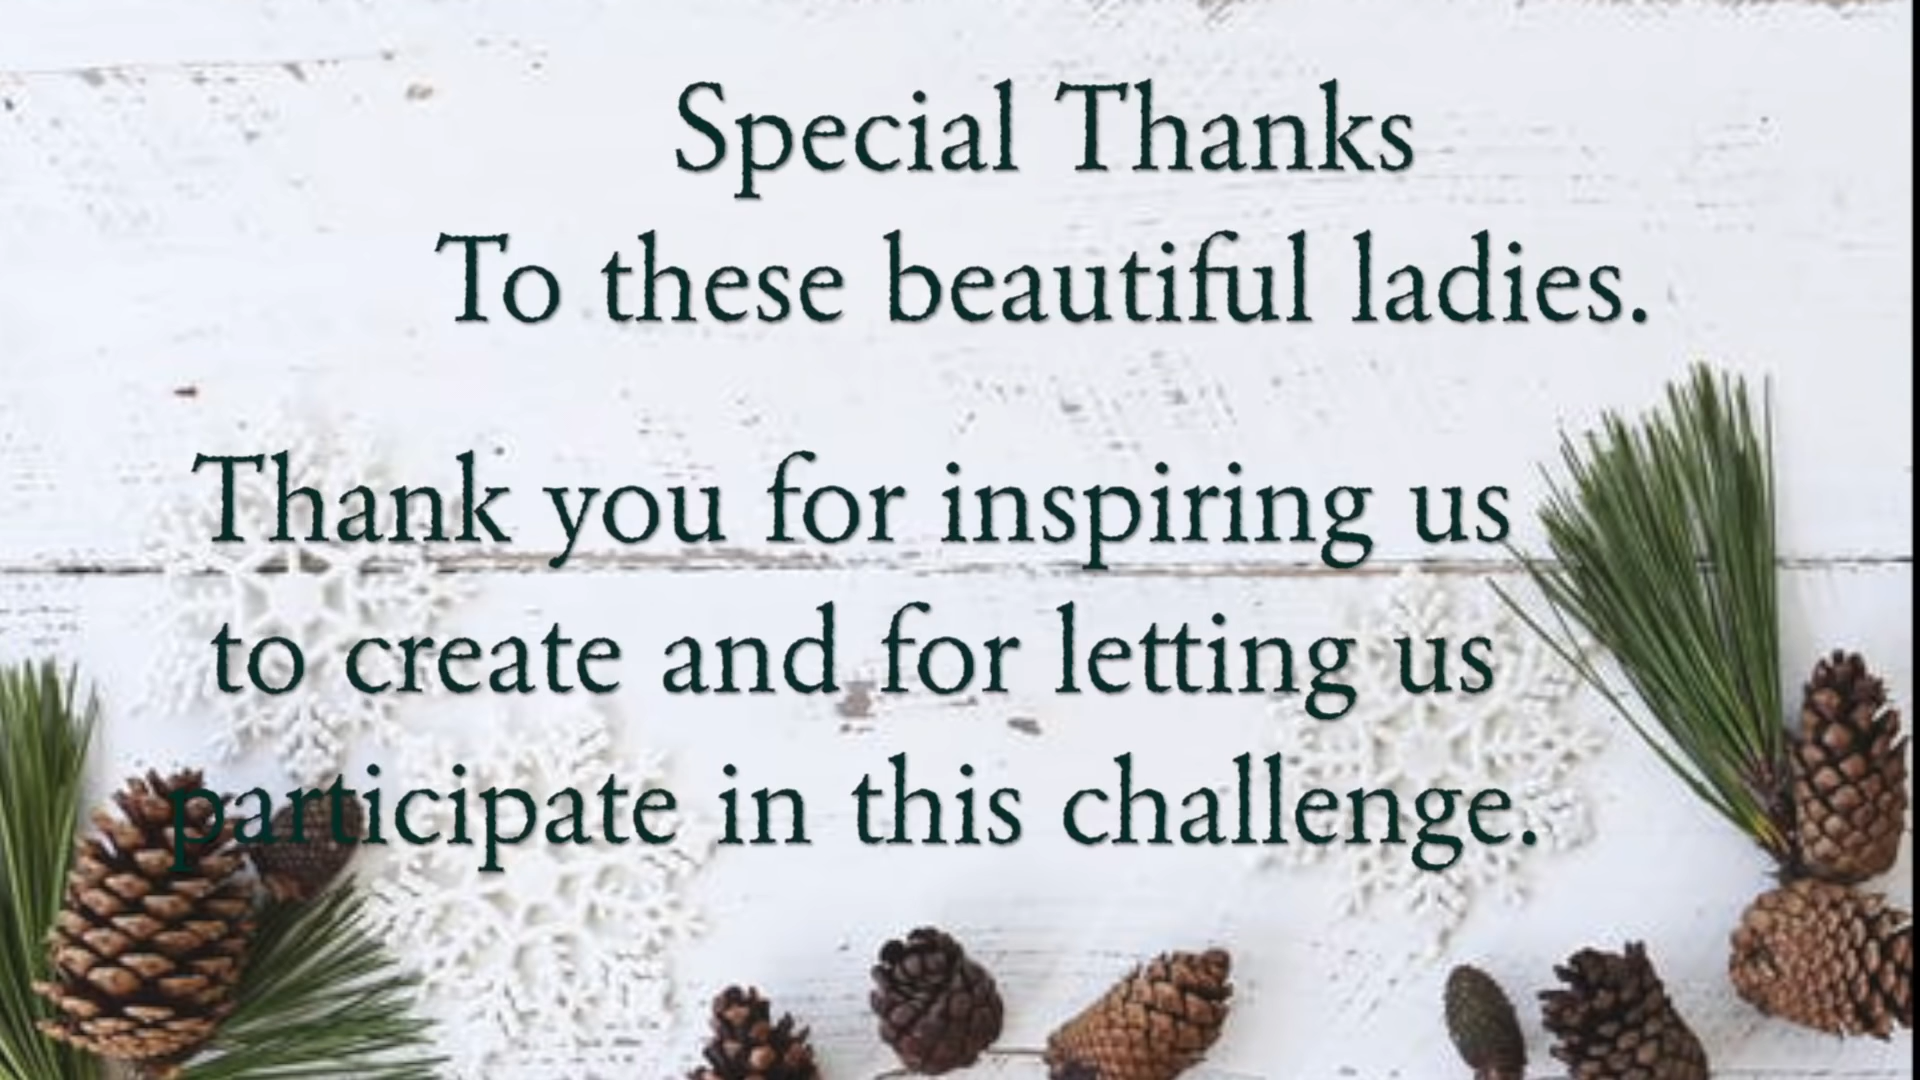 Special Thanks
To these beautiful ladies.
Thank you for inspiring us
to create and for letting us
participate in this challenge.